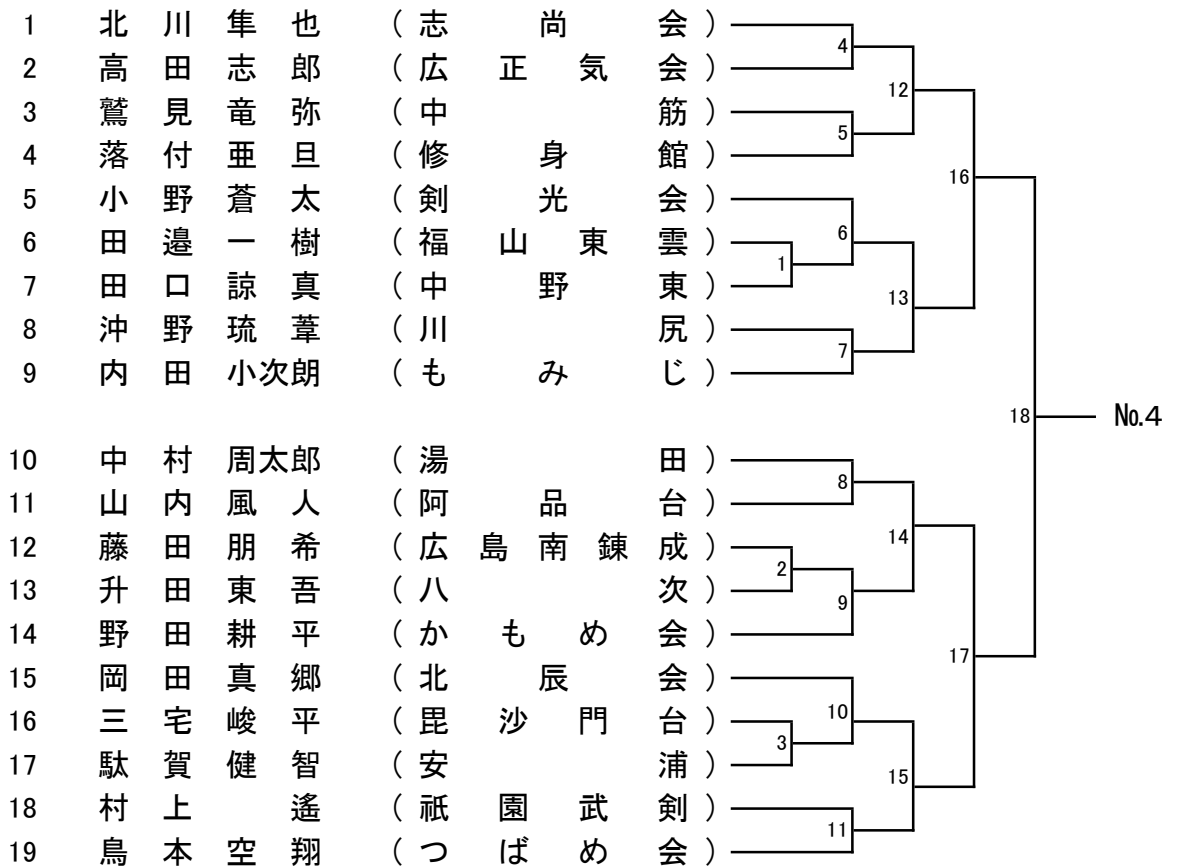 1 北川隼也 (志尚会)
4
2 高田志郎 (広正気会)
12
3 鷲見竜弥 (中筋)
5
4 落付亜旦 (修身館)
16
5 小野蒼太 (剣光会)
6 田邉一樹 (福山東雲) 6
1
7 田口諒真 (中野東)
13
8 沖野琉葦 (川尻)
7
9 内田小次朗 (もみじ)
18 No.4
10 中村周太郎 (湯田)
8
11 山内風人 (阿品台)
14
12 藤田朋希 (広島南錬成)
2
13 升田東吾 (八次)
9
14 野田耕平 (かもめ会)
17
15 岡田真郷 (北辰会)
10
16 三宅峻平 (毘沙門台)
3
17 駄賀健智 (安浦)
15
18 村上遙 (祇園武剣)
11
19 鳥本空翔 (つばめ会)